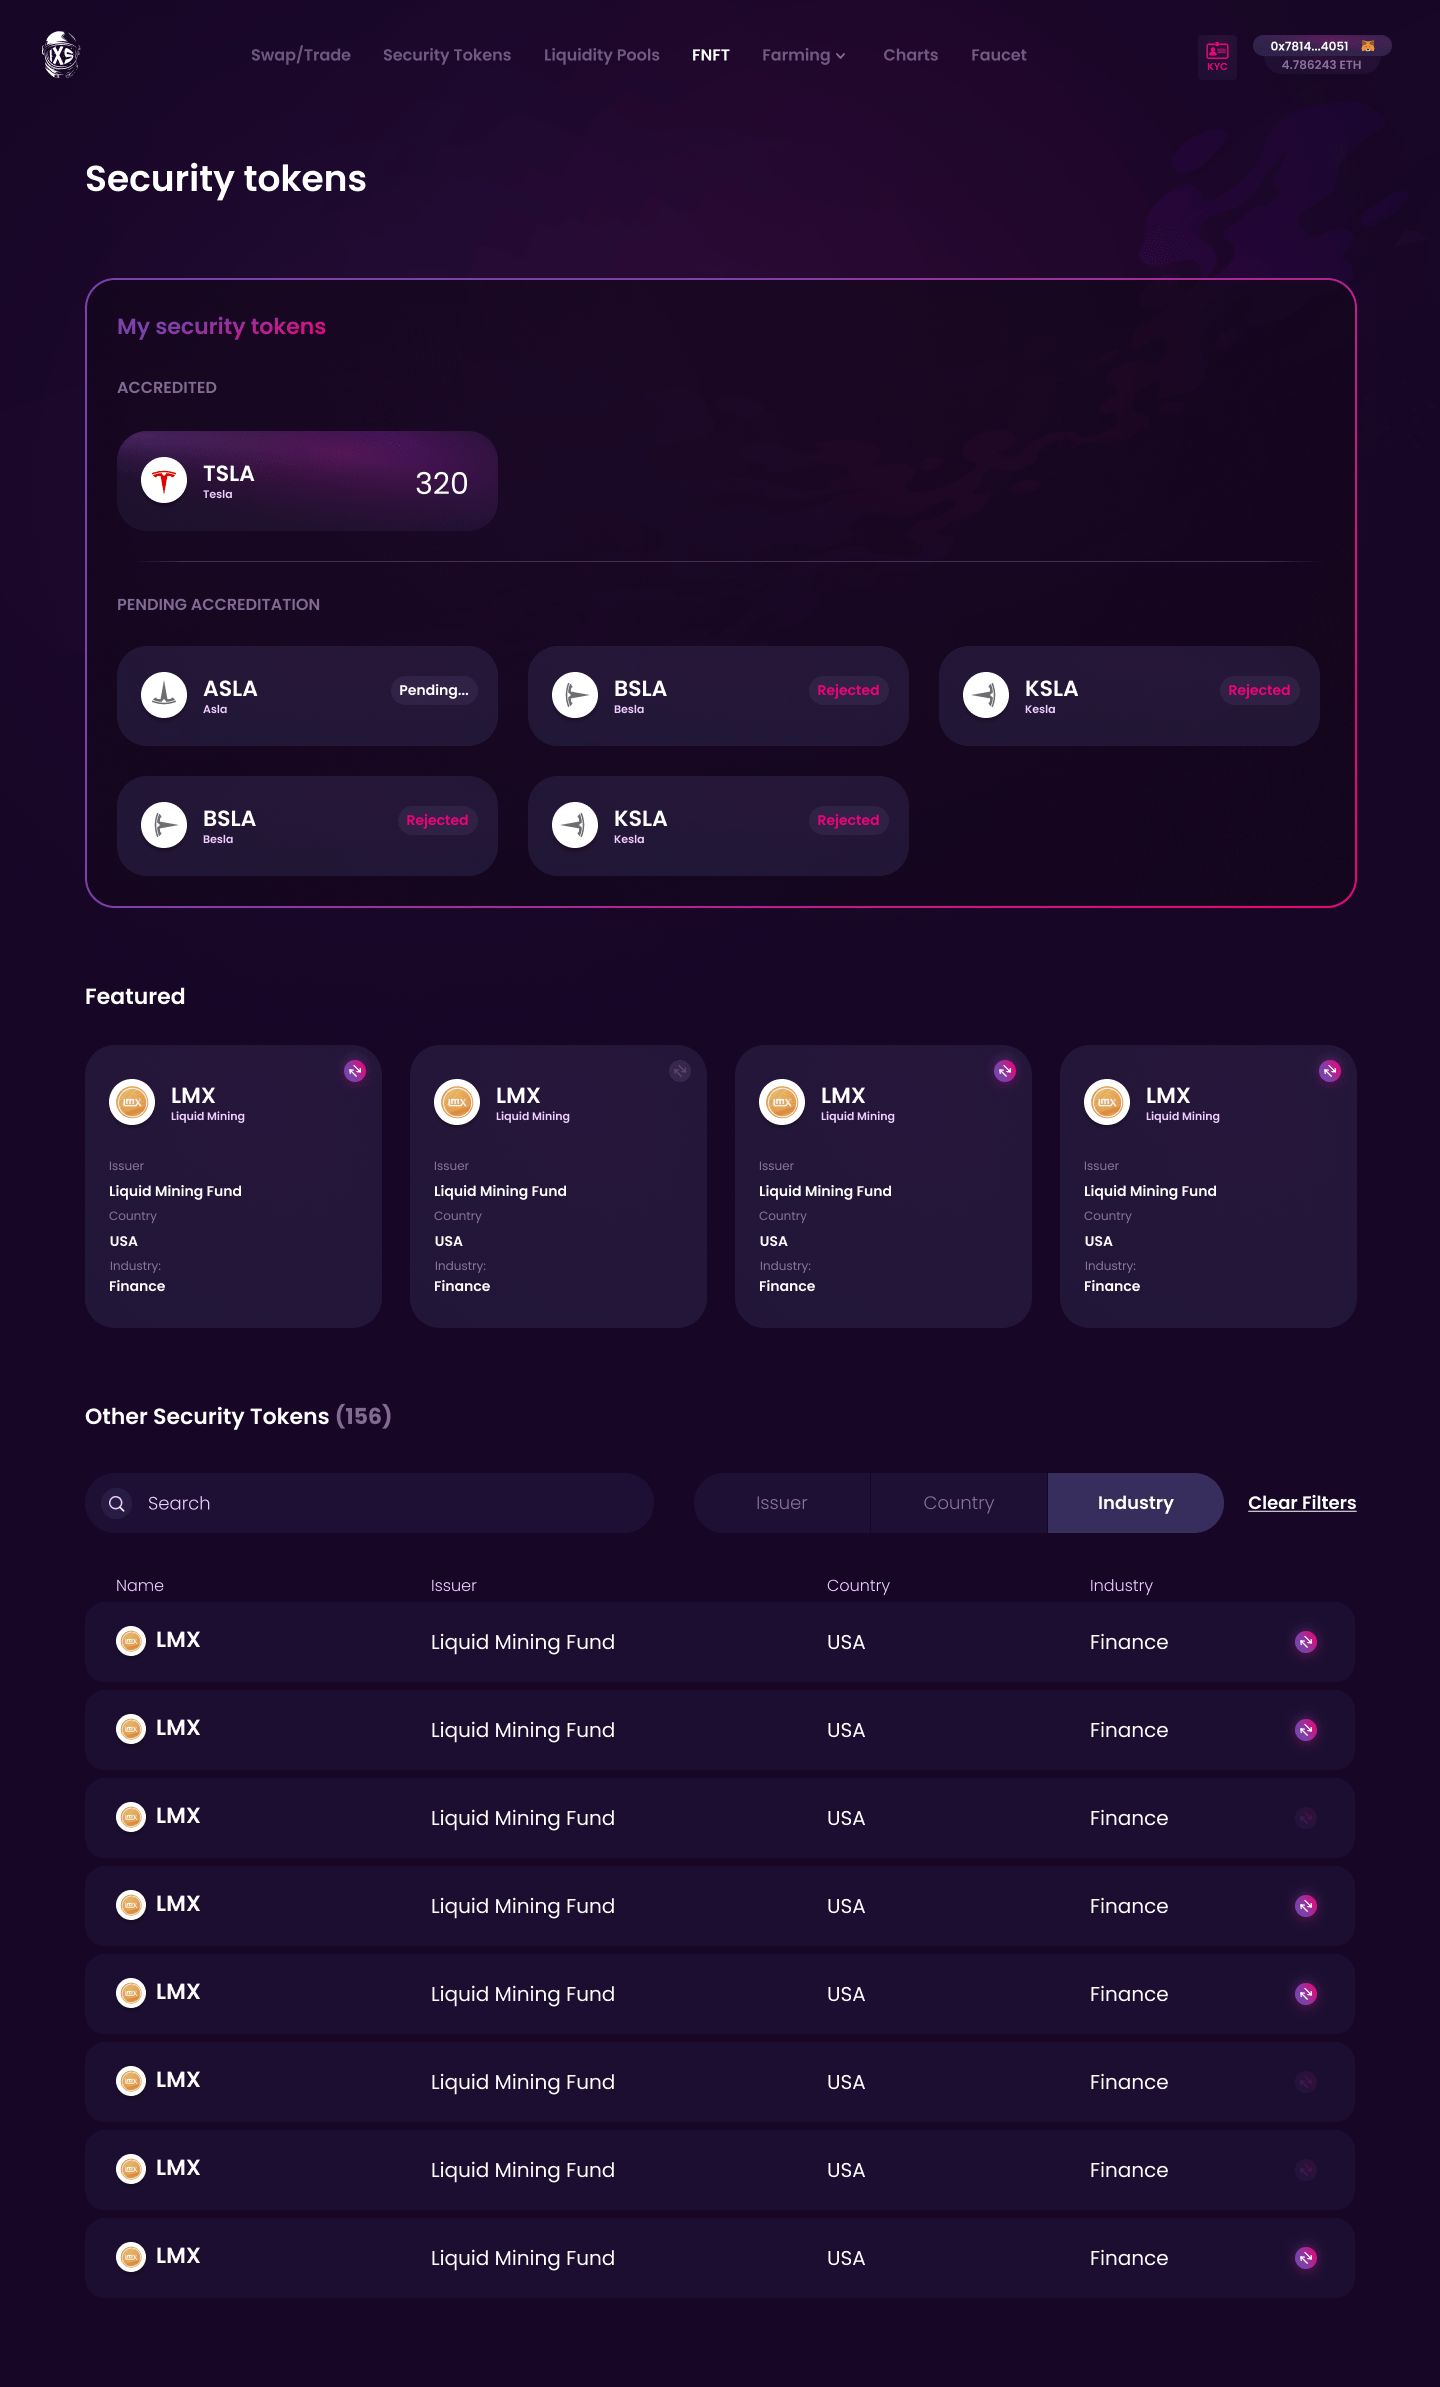 IXS
Swap/Trade Security Tokens Liquidity Pools FNFT Farming Charts Faucet
KYC
0x7814...4051
4.786243 ETH
Security tokens
My security tokens
ACCREDITED
TSLA
Tesla
320
PENDING ACCREDITATION
ASLA
Asla
Pending...
BSLA
Besla
Rejected
KSLA
Kesla
Rejected
BSLA
Besla
Rejected
KSLA
Kesla
Rejected
Featured
LMX
Liquid Mining
Issuer
Liquid Mining Fund
Country
USA
Industry:
Finance
LMX
Liquid Mining
Issuer
Liquid Mining Fund
Country
USA
Industry:
Finance
LMX
Liquid Mining
Issuer
Liquid Mining Fund
Country
USA
Industry:
Finance
LMX
Liquid Mining
Issuer
Liquid Mining Fund
Country
USA
Industry:
Finance
Other Security Tokens (156)
Search
Issuer Country Industry Clear Filters
Name Issuer Country Industry
LMX Liquid Mining Fund USA Finance
LMX Liquid Mining Fund USA Finance
LMX Liquid Mining Fund USA Finance
LMX Liquid Mining Fund USA Finance
LMX Liquid Mining Fund USA Finance
LMX Liquid Mining Fund USA Finance
LMX Liquid Mining Fund USA Finance
LMX Liquid Mining Fund USA Finance